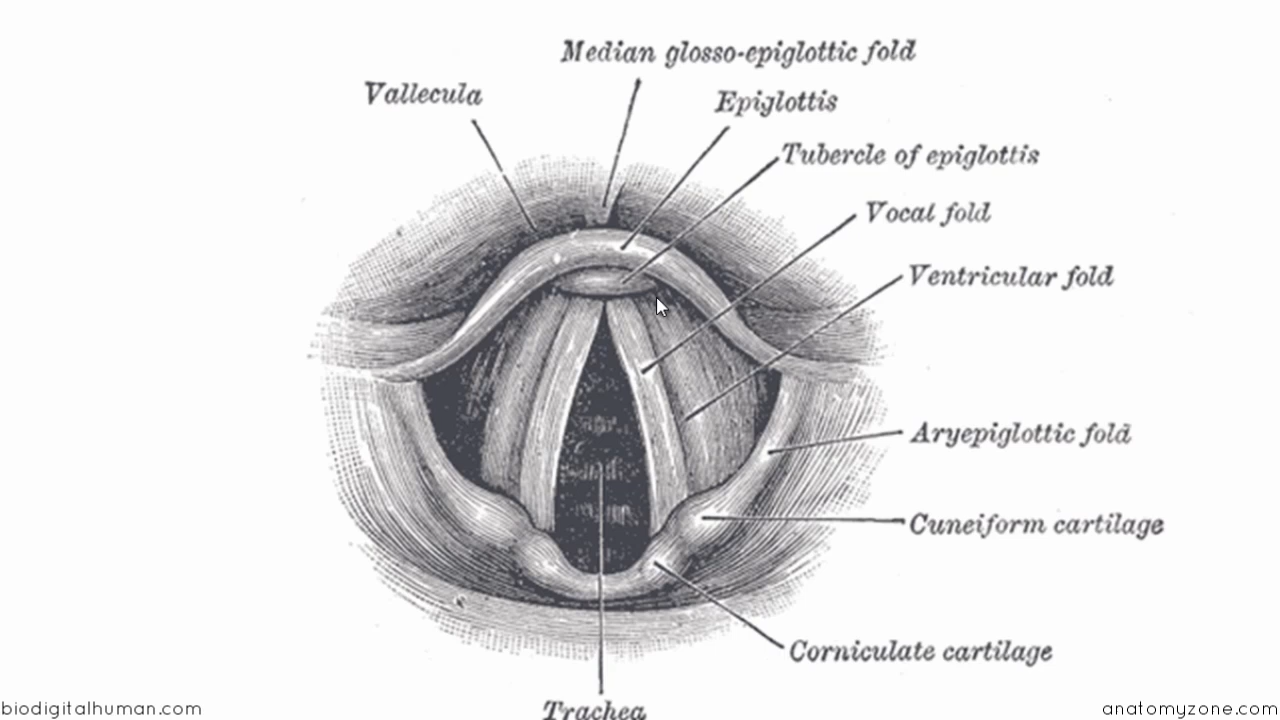 Median glosso-epiglottic fold
Vallecula
Epiglottis
Tubercle of epiglottis
Vocal fold
Ventricular fold
Aryepiglottic fold
Cuneiform cartilage
Corniculate cartilage
Trachea
biodigitalhuman.com
anatomyzone.com